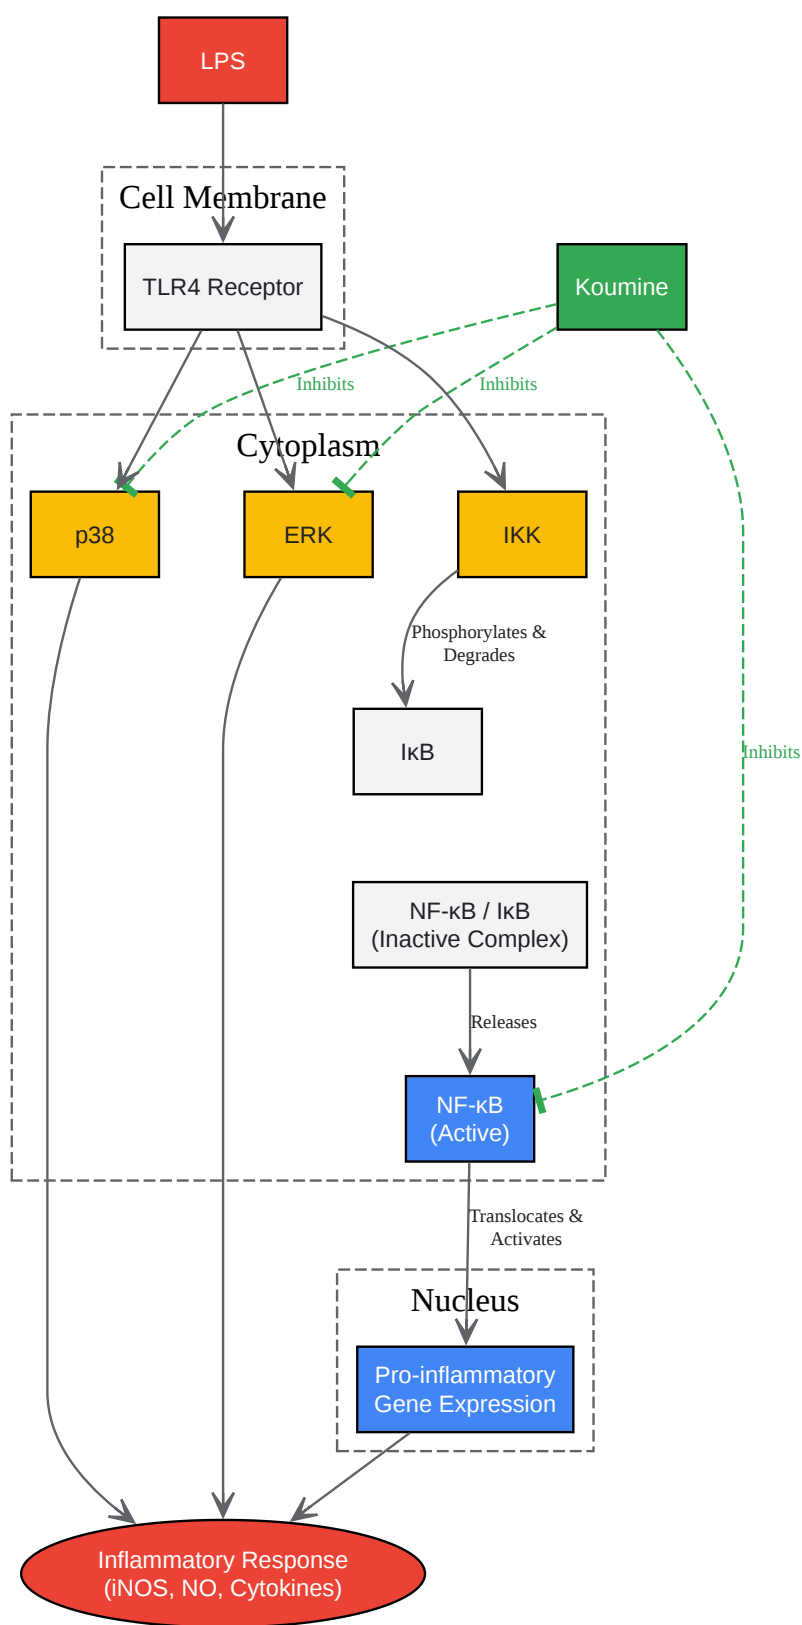 LPS
Cell Membrane
TLR4 Receptor
Koumine
Inhibits
Inhibits
Cytoplasm
p38
ERK
IKK
Phosphorylates &
Degrades
IκB
Inhibits
NF-κB / IκB
(Inactive Complex)
Releases
NF-κB
(Active)
Translocates &
Activates
Nucleus
Pro-inflammatory
Gene Expression
Inflammatory Response
(iNOS, NO, Cytokines)